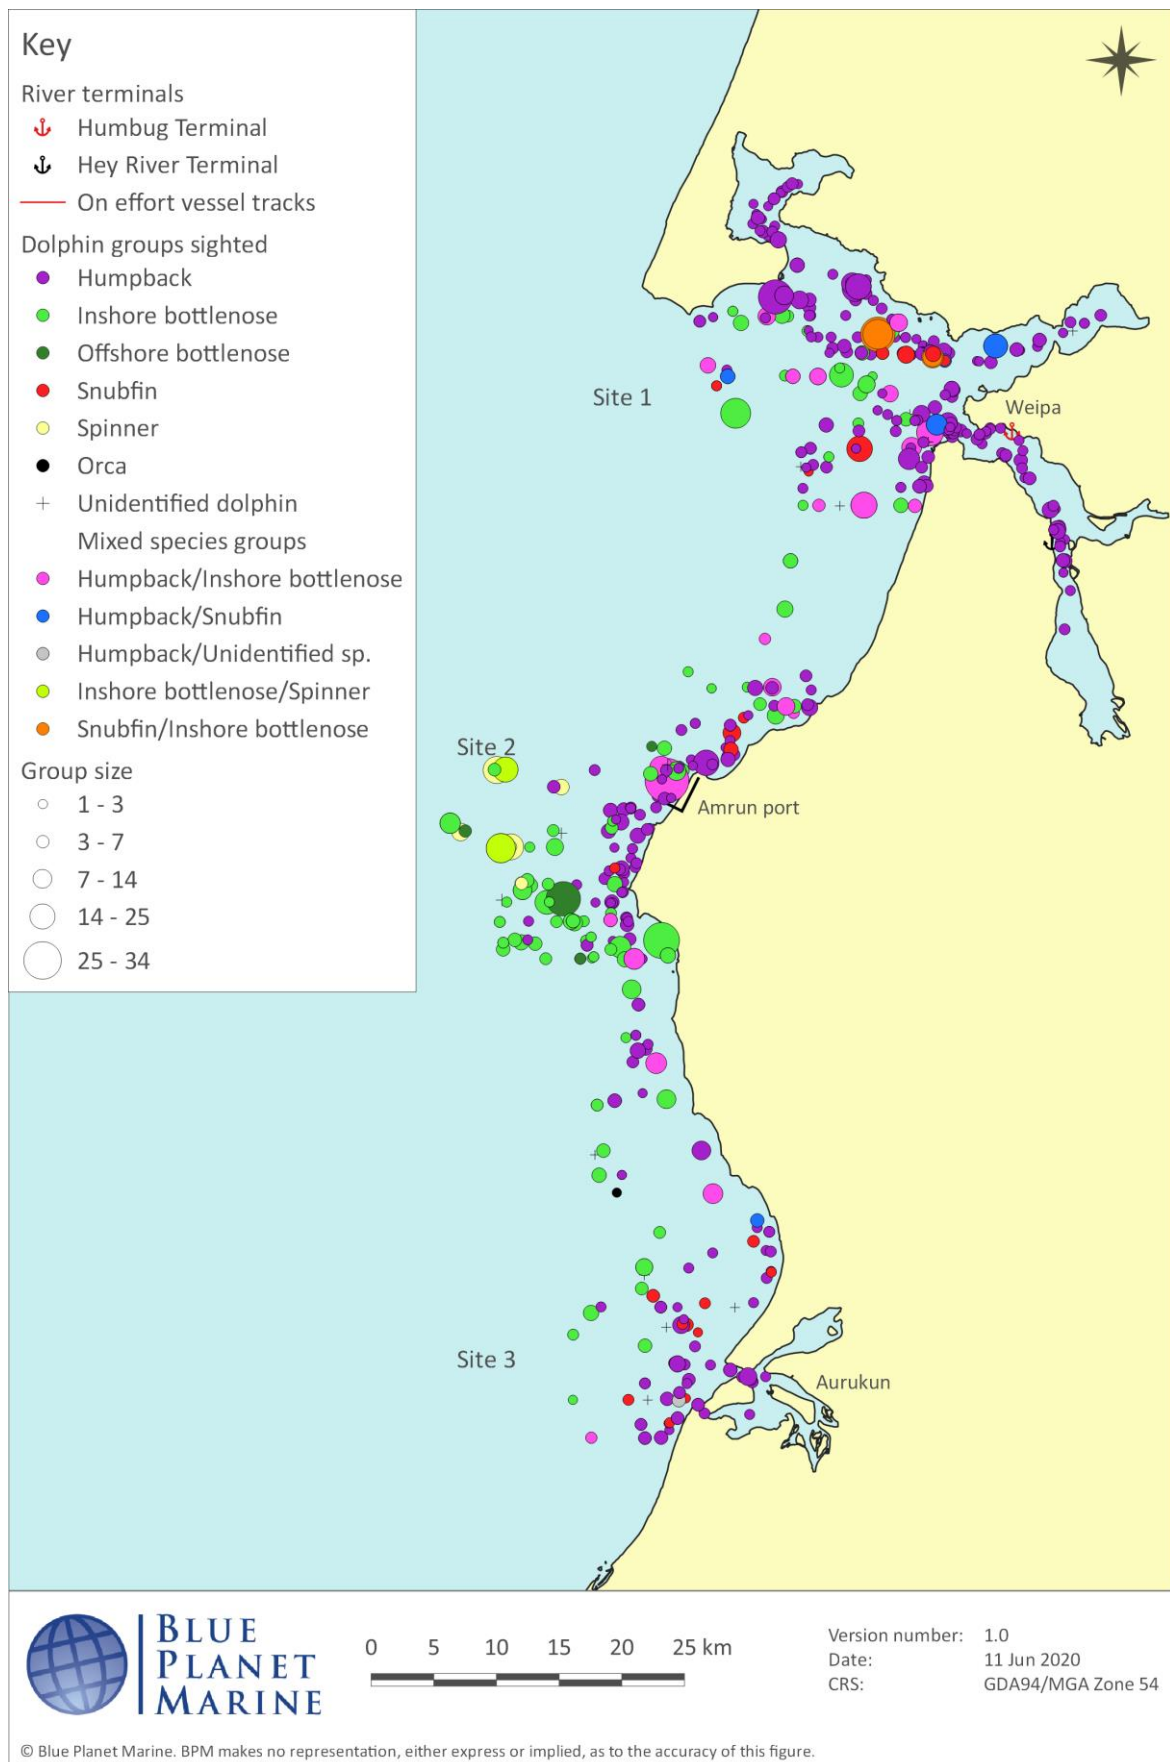 Key
River terminals
Humbug Terminal
Hey River Terminal
On effort vessel tracks
Dolphin groups sighted
Humpback
Inshore bottlenose
Offshore bottlenose
Snubfin
Spinner
Orca
Unidentified dolphin
Mixed species groups
Humpback/Inshore bottlenose
Humpback/Snubfin
Humpback/Unidentified sp.
Inshore bottlenose/Spinner
Snubfin/Inshore bottlenose
Group size
1 - 3
3 - 7
7 - 14
14 - 25
25 - 34
Site 1
Weipa
Site 2
Amrun port
Site 3
Aurukun
BLUE
PLANET
MARINE
0 5 10 15 20 25 km
Version number: 1.0
Date: 11 Jun 2020
CRS: GDA94/MGA Zone 54
© Blue Planet Marine. BPM makes no representation, either express or implied, as to the accuracy of this figure.